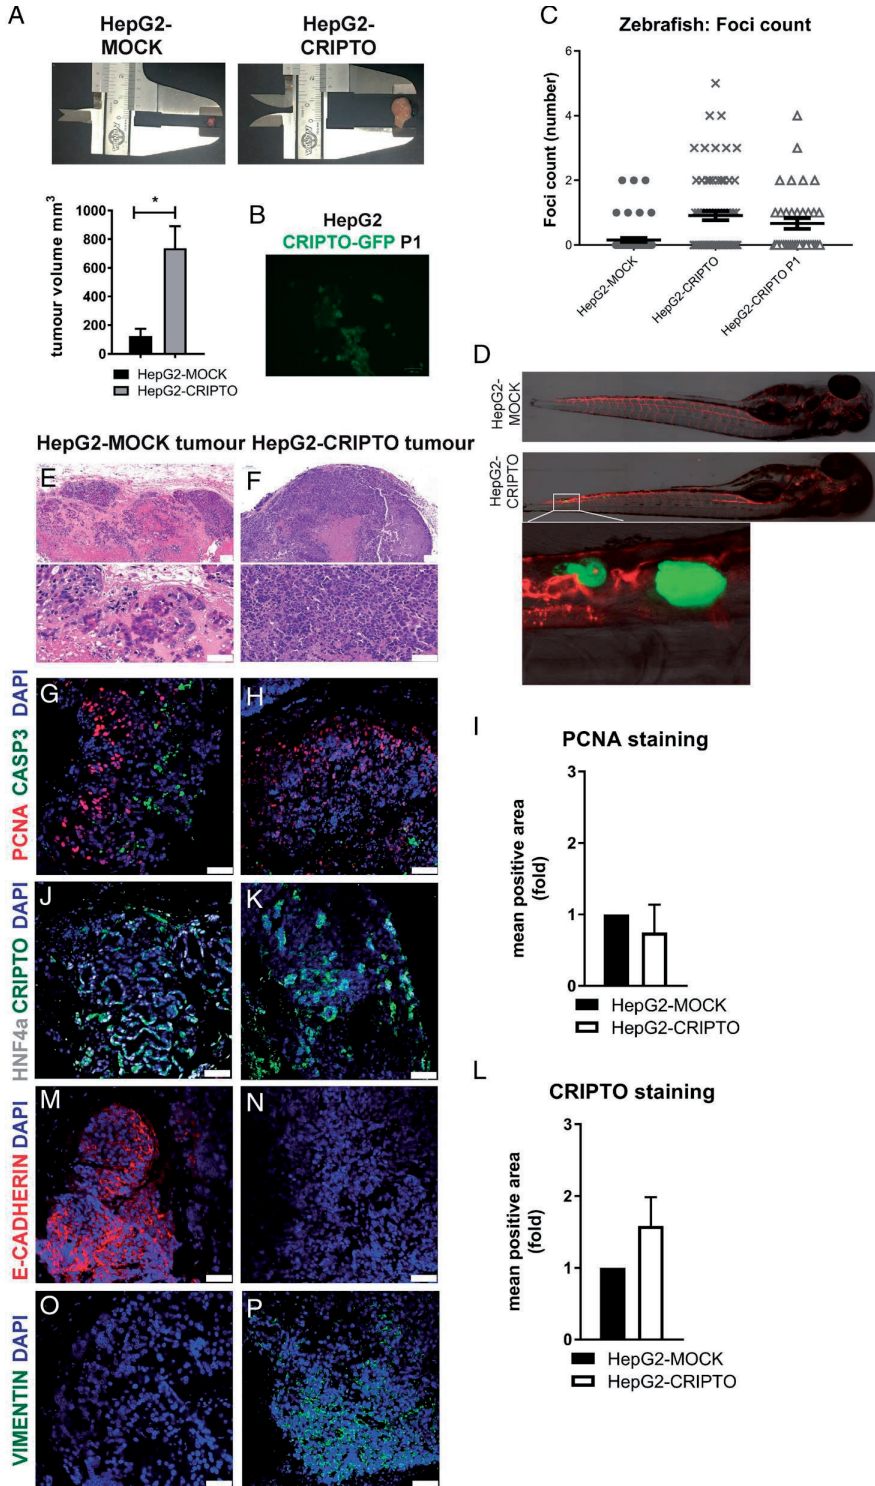 A
HepG2-
MOCK
HepG2-
CRIPTO
tumour volume mm³
1000
800
600
400
200
0
*
HepG2-MOCK
HepG2-CRIPTO
B
HepG2
CRIPTO-GFP P1
C
Zebrafish: Foci count
Foci count (number)
6
4
2
0
HepG2-MOCK
HepG2-CRIPTO
HepG2-CRIPTO P1
D
HepG2-
MOCK
HepG2-
CRIPTO
HepG2-MOCK tumour HepG2-CRIPTO tumour
E
F
PCNA CASP3 DAPI
G
H
I
PCNA staining
mean positive area
(fold)
3
2
1
0
HepG2-MOCK
HepG2-CRIPTO
HNF4a CRIPTO DAPI
J
K
L
CRIPTO staining
mean positive area
(fold)
3
2
1
0
HepG2-MOCK
HepG2-CRIPTO
E-CADHERIN DAPI
M
N
VIMENTIN DAPI
O
P